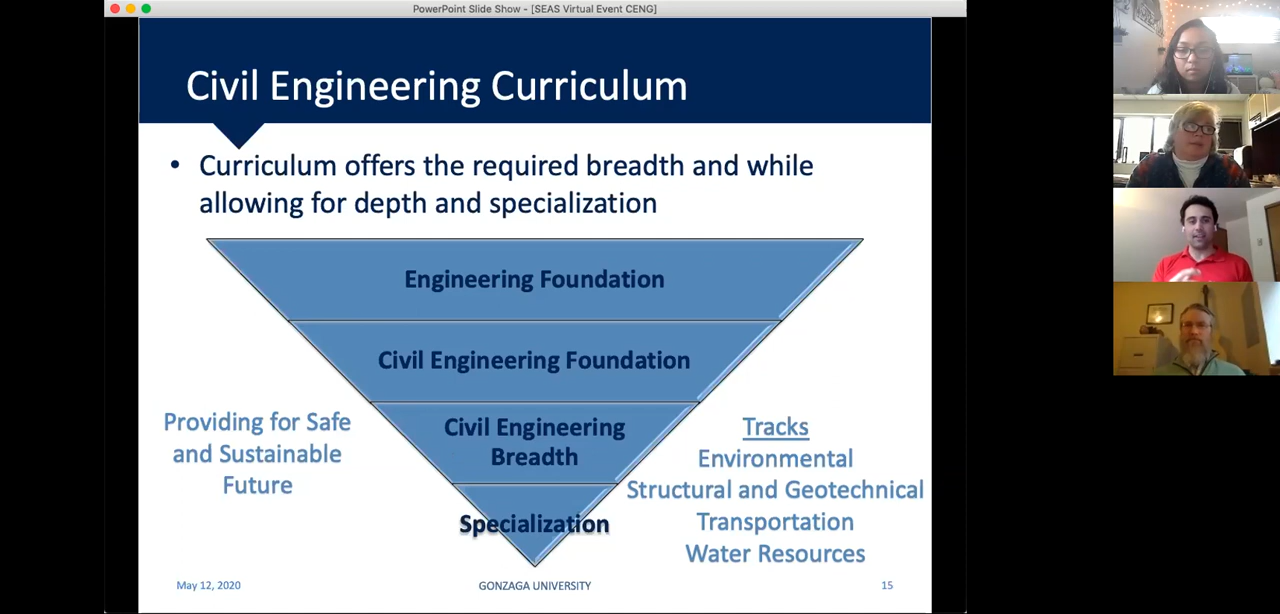 PowerPoint Slide Show - [SEAS Virtual Event CENG]
Civil Engineering Curriculum
• Curriculum offers the required breadth and while
allowing for depth and specialization
Engineering Foundation
Civil Engineering Foundation
Civil Engineering
Breadth
Specialization
Providing for Safe
and Sustainable
Future
Tracks
Environmental
Structural and Geotechnical
Transportation
Water Resources
May 12, 2020
GONZAGA UNIVERSITY
15